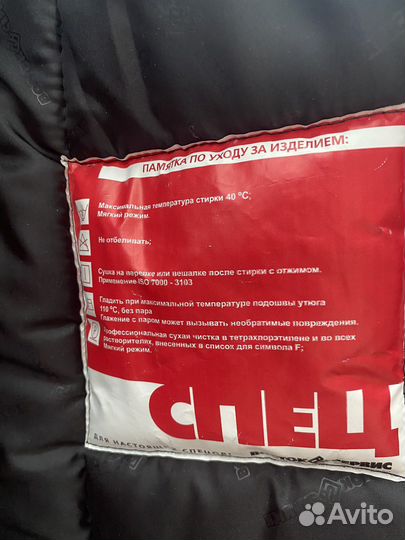 ПАМЯТКА ПО УХОДУ ЗА ИЗДЕЛИЕМ:
Максимальная температура стирки 40 °С;
Мягкий режим.
Не отбеливать;
Сушка на веревке или вешалке после стирки с отжимом.
Применение ISO 7000 - 3103
Гладить при максимальной температуре подошвы утюга
110 °С, без пара
Глажение с паром может вызывать необратимые повреждения.
Профессиональная сухая чистка в тетрахлорэтилене и во всех
растворителях, внесенных в список для символа F;
Мягкий режим.
СПЕЦ
ДЛЯ НАСТОЯЩИХ СПЕЦОВ!
ВОСТОК СЕРВИС
Avito